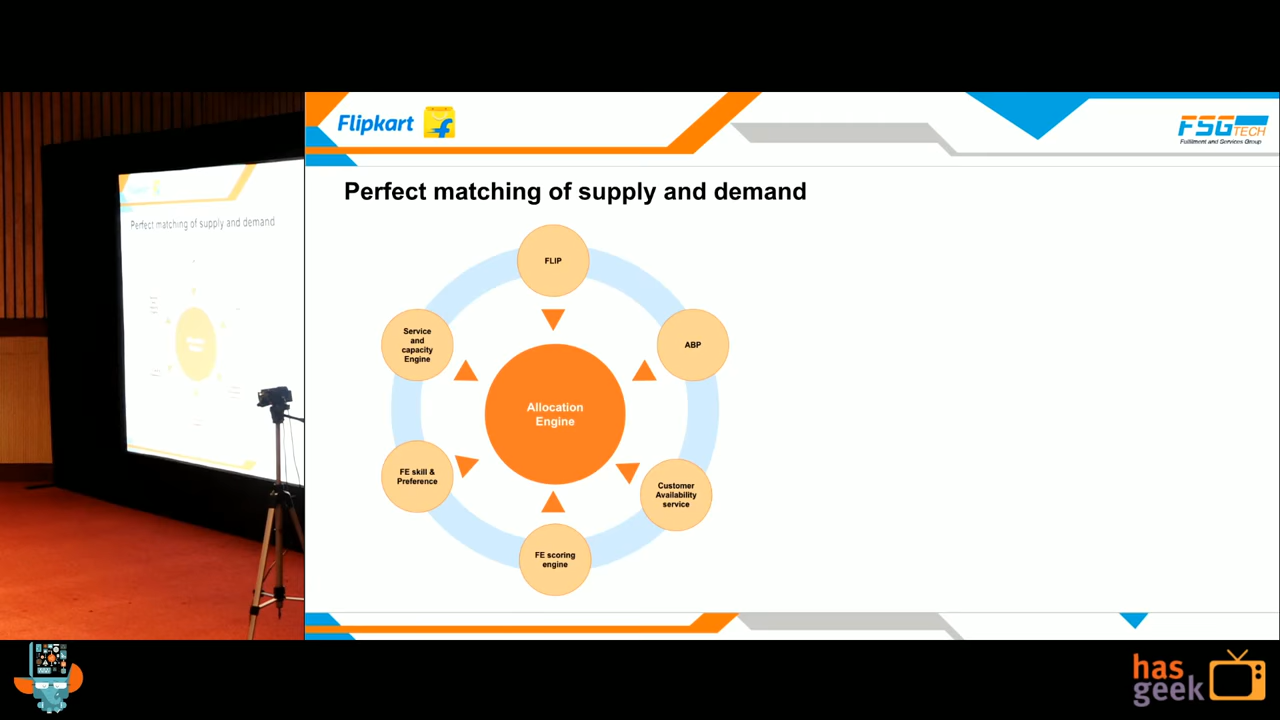 Flipkart
FSG TECH
Fulfilment and Services Group
Perfect matching of supply and demand
Perfect matching of supply and demand
FLIP
Service
and
capacity
Engine
ABP
Allocation
Engine
FE skill &
Preference
Customer
Availability
service
FE scoring
engine
has
geek